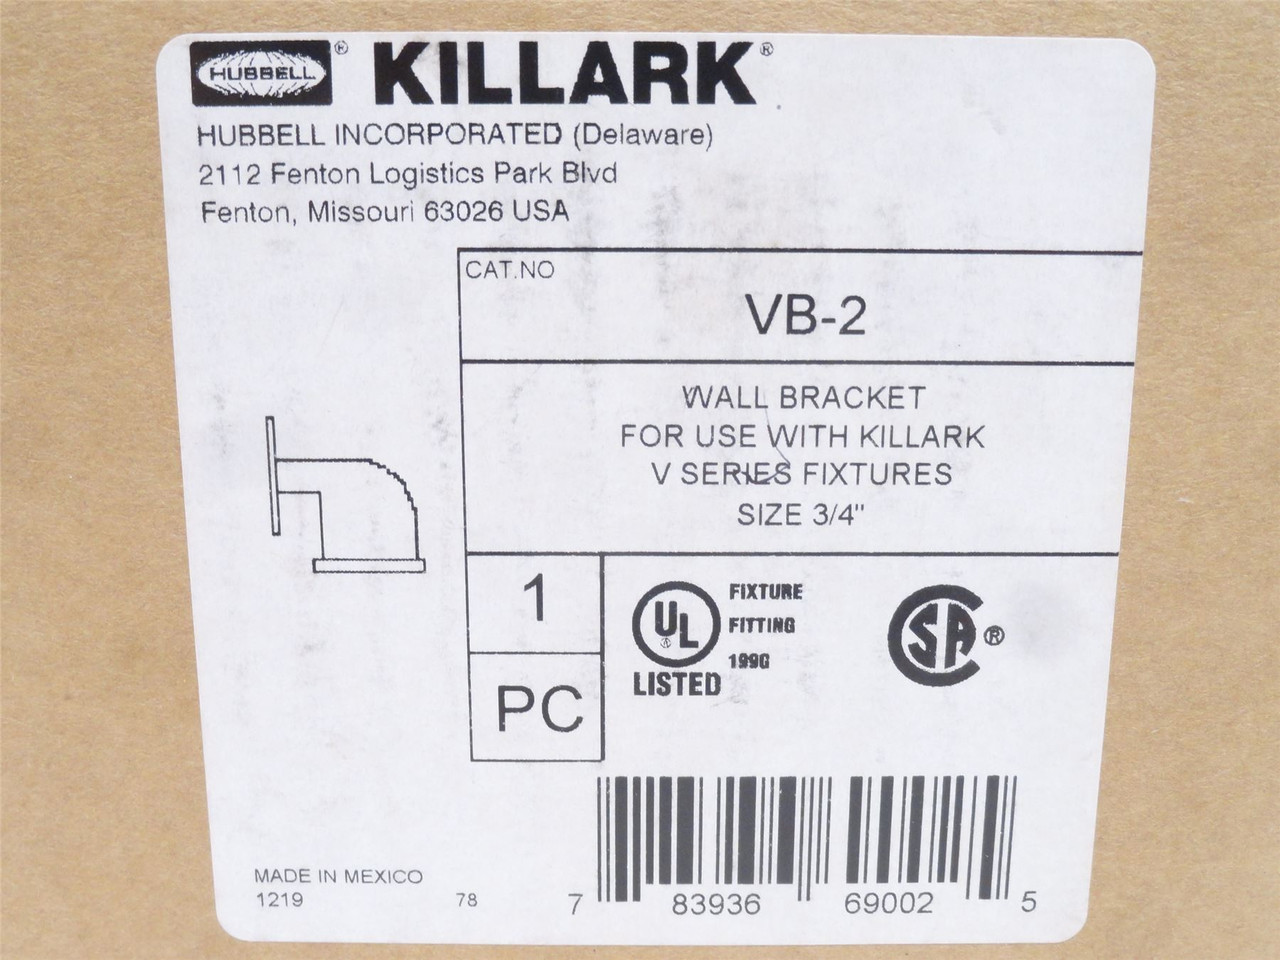 HUBBELL ® KILLARK ®
HUBBELL INCORPORATED (Delaware)
2112 Fenton Logistics Park Blvd
Fenton, Missouri 63026 USA
CAT.NO
VB-2
WALL BRACKET
FOR USE WITH KILLARK
V SERIES FIXTURES
SIZE 3/4"
1
PC
UL
LISTED
FIXTURE
FITTING
199G
CSA ®
MADE IN MEXICO
1219
78
7 83936 69002 5